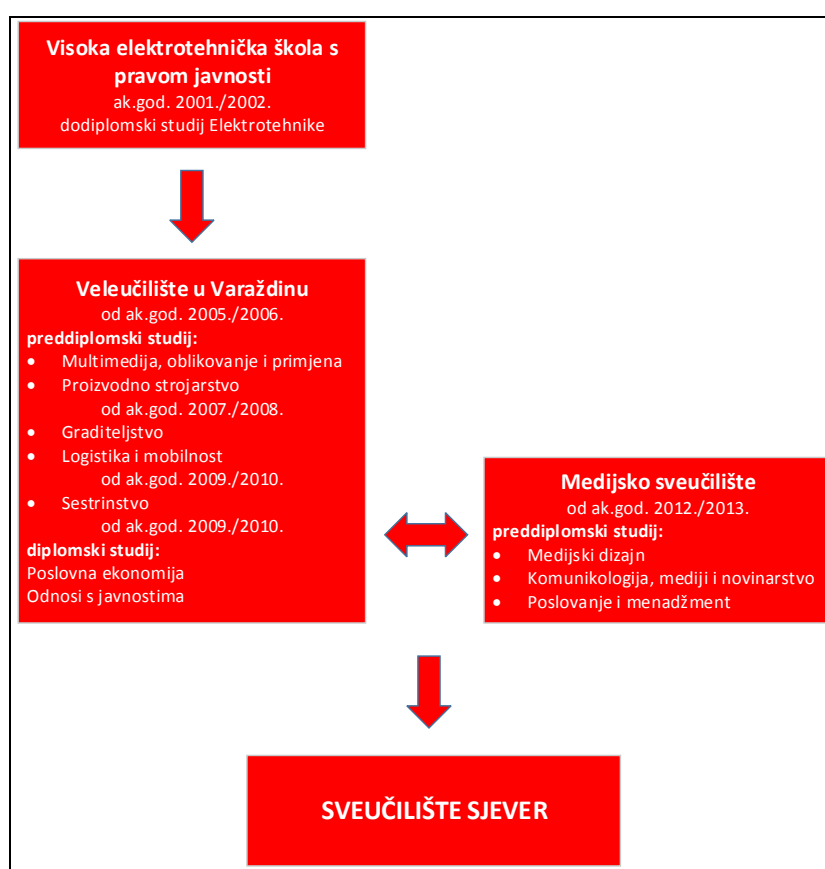 Visoka elektrotehnička škola s
pravom javnosti
ak.god. 2001./2002.
dodiplomski studij Elektrotehnike
Veleučilište u Varaždinu
od ak.god. 2005./2006.
preddiplomski studij:
• Multimedija, oblikovanje i primjena
• Proizvodno strojarstvo
od ak.god. 2007./2008.
• Graditeljstvo
• Logistika i mobilnost
od ak.god. 2009./2010.
• Sestrinstvo
od ak.god. 2009./2010.
diplomski studij:
Poslovna ekonomija
Odnosi s javnostima
Medijsko sveučilište
od ak.god. 2012./2013.
preddiplomski studij:
• Medijski dizajn
• Komunikologija, mediji i novinarstvo
• Poslovanje i menadžment
SVEUČILIŠTE SJEVER